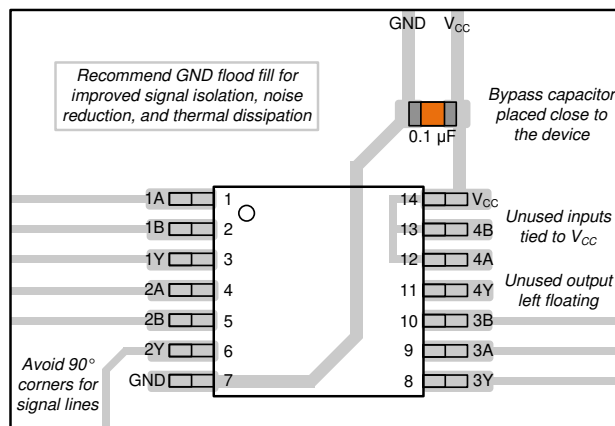 GND VCC
Recommend GND flood fill for
improved signal isolation, noise
reduction, and thermal dissipation
Bypass capacitor
placed close to
the device
0.1 µF
1A 1 14 VCC
1B 2 13 4B
1Y 3 12 4A
2A 4 11 4Y
2B 5 10 3B
2Y 6 9 3A
GND 7 8 3Y
Unused inputs
tied to VCC
Unused output
left floating
Avoid 90°
corners for
signal lines